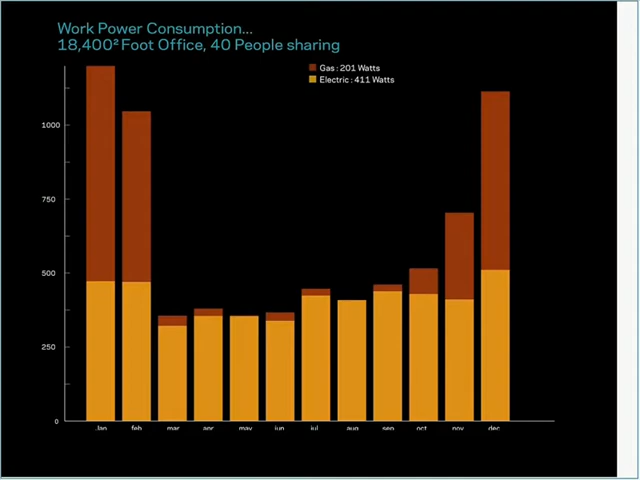 Work Power Consumption...
18,400² Foot Office, 40 People sharing
Gas : 201 Watts
Electric : 411 Watts
1000
750
500
250
0
Jan feb mar apr may jun jul aug sep oct nov dec